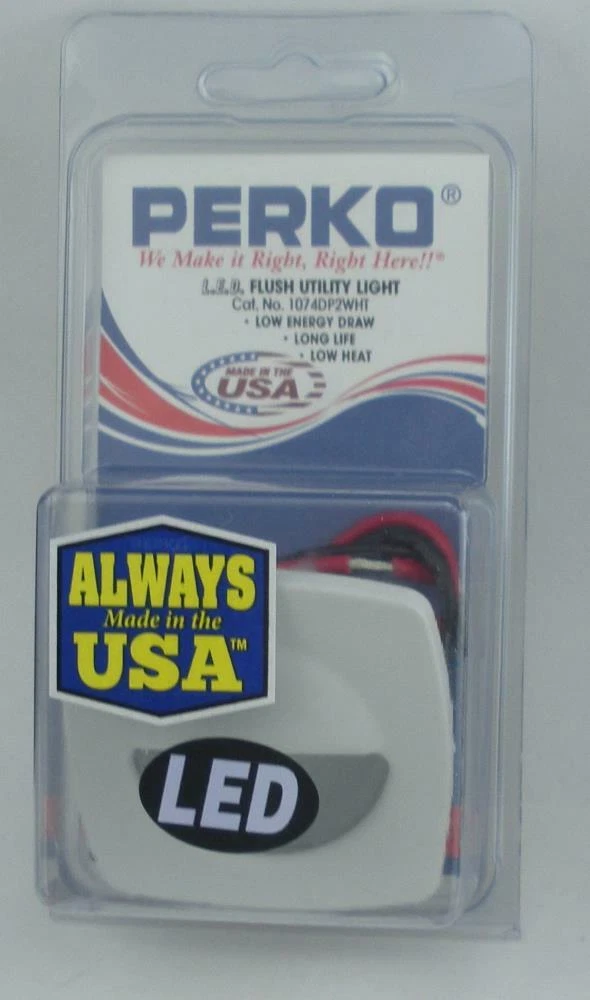 PERKO®
We Make it Right, Right Here!!®
L.E.D. FLUSH UTILITY LIGHT
Cat. No. 1074DP2WHT
· LOW ENERGY DRAW
· LONG LIFE
· LOW HEAT
MADE IN THE
USA
ALWAYS
Made in the
USA™
LED